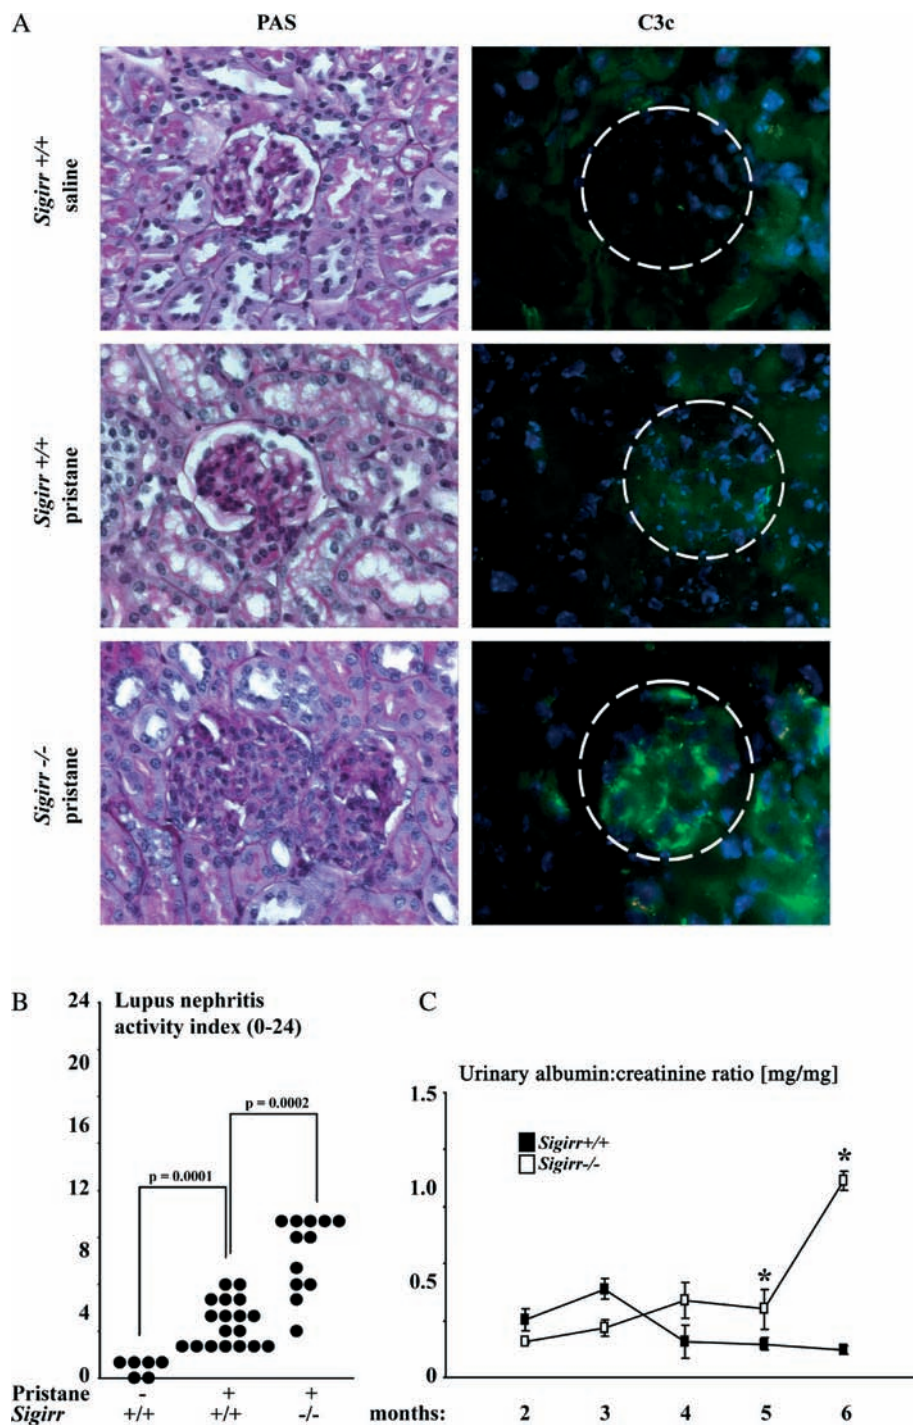 A
PAS
C3c
Sigirr +/+
saline
Sigirr +/+
pristane
Sigirr -/-
pristane
B
Lupus nephritis
activity index (0-24)
24
20
16
12
8
4
0
p = 0.0001
p = 0.0002
Pristane - + +
Sigirr +/+ +/+ -/-
C
Urinary albumin:creatinine ratio [mg/mg]
1.5
1.0
0.5
0
Sigirr+/+
Sigirr-/-
*
*
months: 2 3 4 5 6